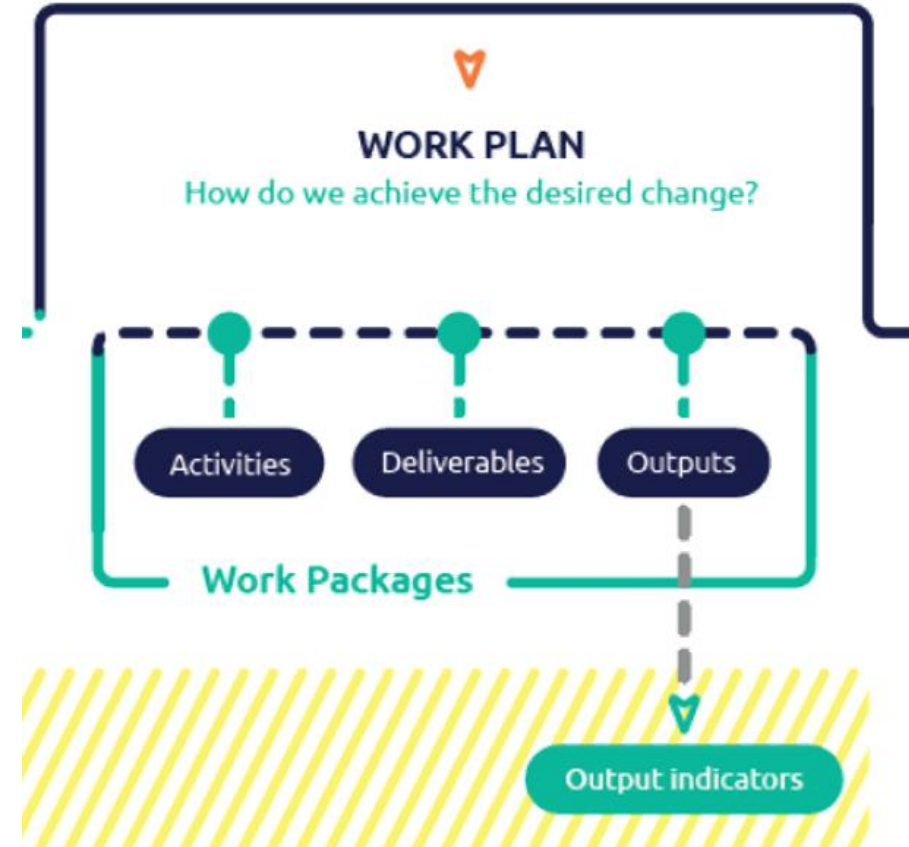 WORK PLAN
How do we achieve the desired change?
Activities
Deliverables
Outputs
Work Packages
Output indicators